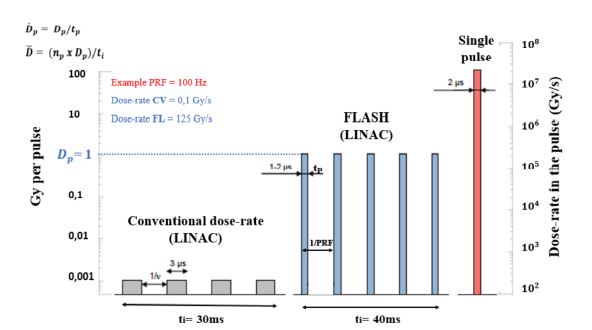 Ḋp = Dp/tp
D̅ = (np x Dp)/ti
Gy per pulse
100
10
Dp= 1
0,1
0,01
0,001
Example PRF = 100 Hz
Dose-rate CV = 0,1 Gy/s
Dose-rate FL = 125 Gy/s
Conventional dose-rate
(LINAC)
1/ν
3 µs
ti= 30ms
FLASH
(LINAC)
1-2 µs
tp
1/PRF
ti= 40ms
Single
pulse
2 µs
10⁸
10⁷
10⁶
10⁵
10⁴
10³
10²
Dose-rate in the pulse (Gy/s)